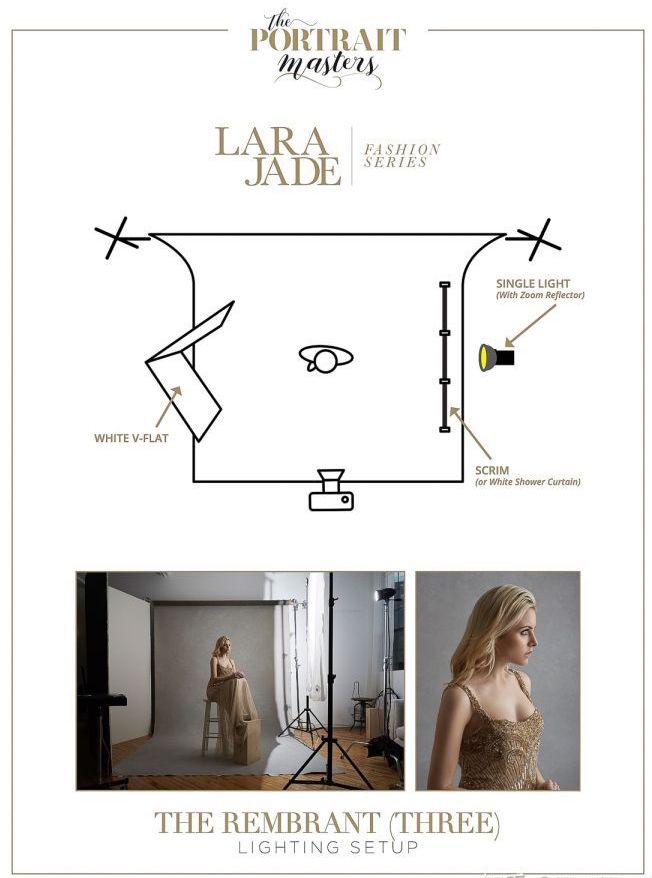 the
PORTRAIT
masters
LARA
JADE
FASHION
SERIES
SINGLE LIGHT
(With Zoom Reflector)
WHITE V-FLAT
SCRIM
(or White Shower Curtain)
THE REMBRANT (THREE)
LIGHTING SETUP